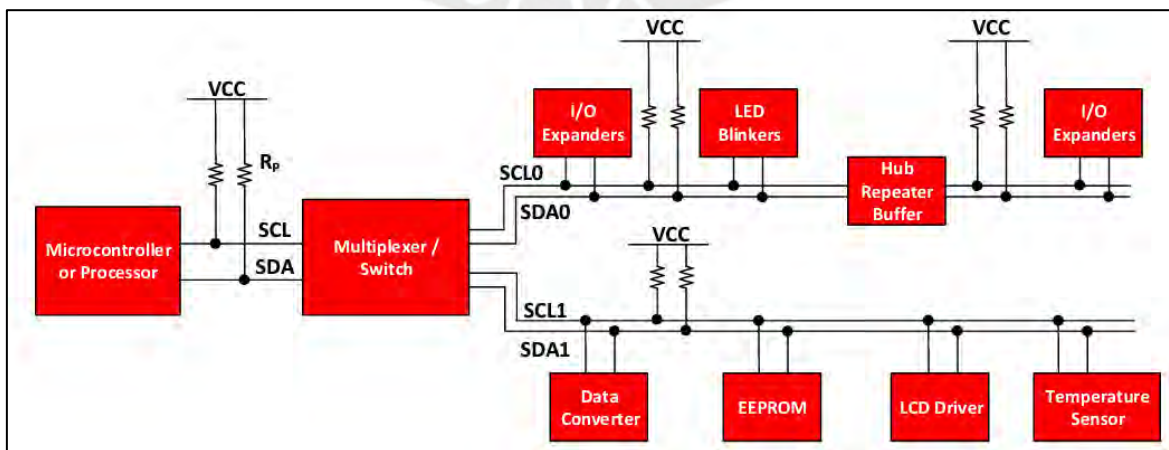 VCC
VCC
VCC
I/O
Expanders
LED
Blinkers
I/O
Expanders
R_P
SCL0
SDA0
Hub
Repeater
Buffer
Microcontroller
or Processor
SCL
SDA
Multiplexer /
Switch
VCC
SCL1
SDA1
Data
Converter
EEPROM
LCD Driver
Temperature
Sensor